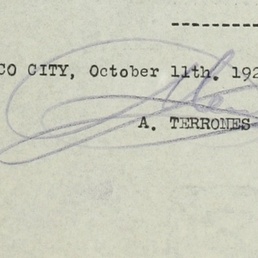 CO CITY, October 11th. 192
A. TERRONES